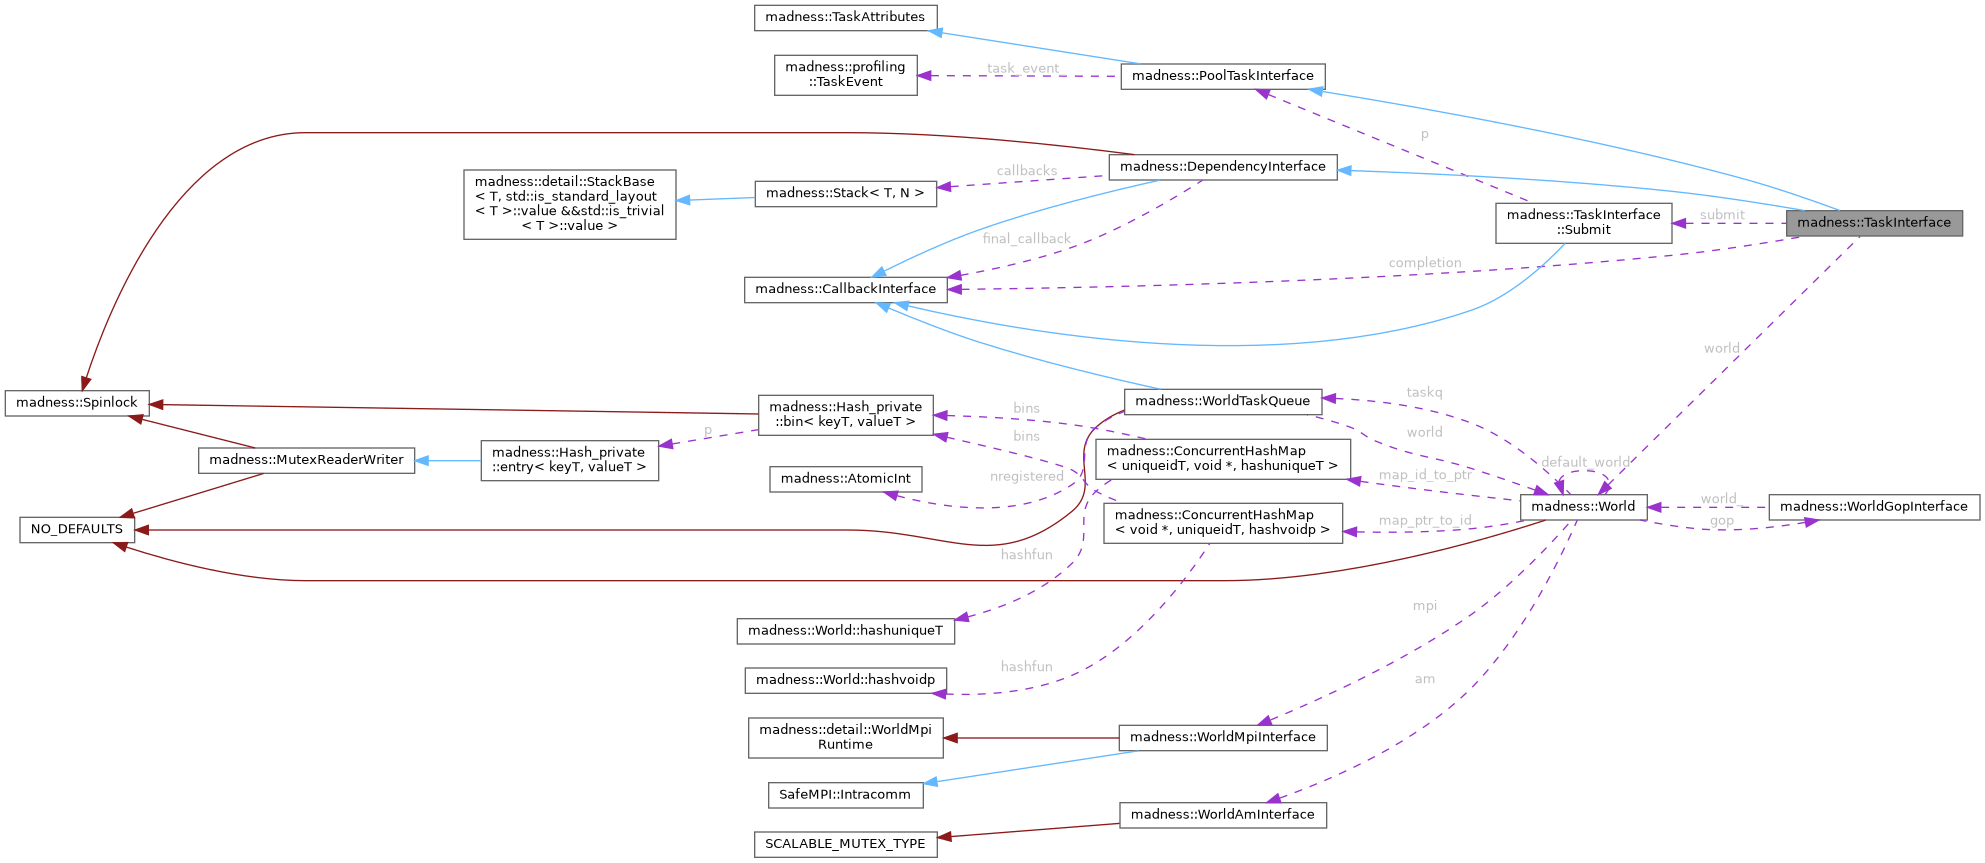 madness::TaskAttributes
madness::profiling
::TaskEvent
task_event
madness::PoolTaskInterface
p
madness::DependencyInterface
callbacks
madness::Stack< T, N >
madness::detail::StackBase
< T, std::is_standard_layout
< T >::value &&std::is_trivial
< T >::value >
madness::TaskInterface
::Submit
submit
madness::TaskInterface
final_callback
completion
madness::CallbackInterface
world
madness::Spinlock
madness::Hash_private
::bin< keyT, valueT >
bins
madness::WorldTaskQueue
taskq
world
p
bins
madness::MutexReaderWriter
madness::Hash_private
::entry< keyT, valueT >
madness::ConcurrentHashMap
< uniqueidT, void *, hashuniqueT >
madness::AtomicInt
nregistered
map_id_to_ptr
default_world
NO_DEFAULTS
madness::ConcurrentHashMap
< void *, uniqueidT, hashvoidp >
map_ptr_to_id
madness::World
world_
gop
madness::WorldGopInterface
hashfun
mpi
madness::World::hashuniqueT
hashfun
madness::World::hashvoidp
am
madness::detail::WorldMpi
Runtime
madness::WorldMpiInterface
SafeMPI::Intracomm
madness::WorldAmInterface
SCALABLE_MUTEX_TYPE